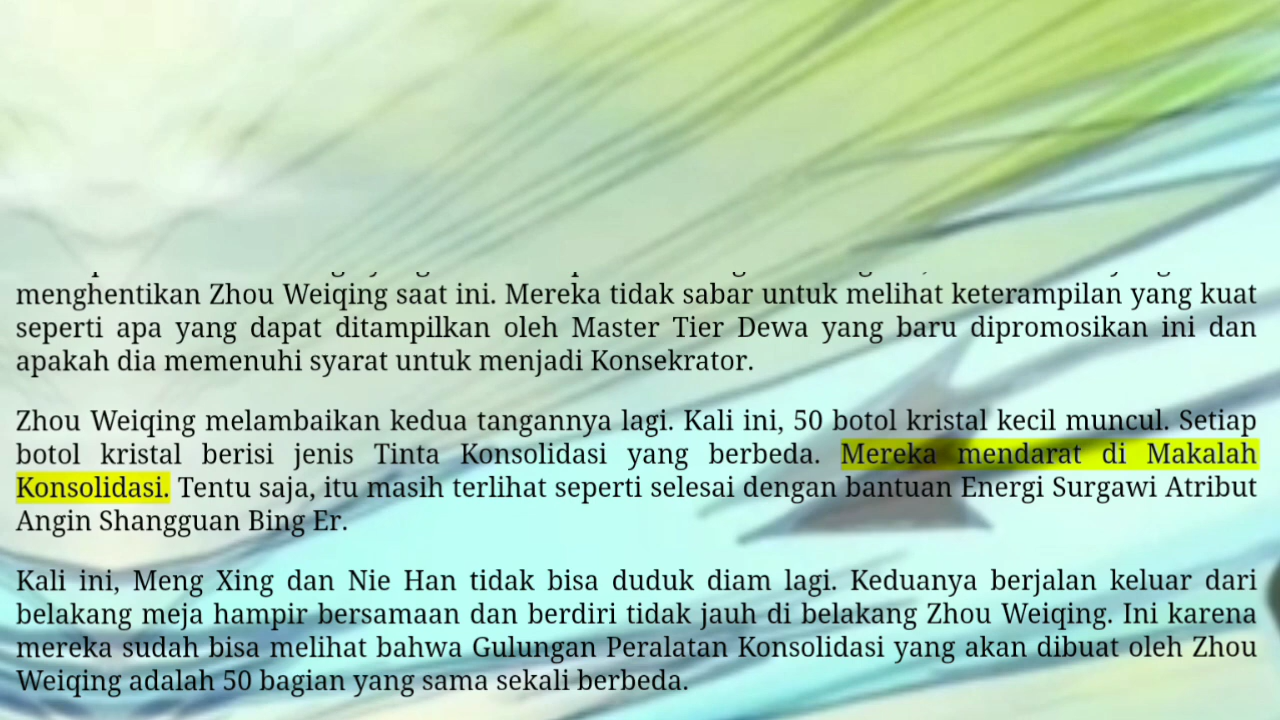 menghentikan Zhou Weiqing saat ini. Mereka tidak sabar untuk melihat keterampilan yang kuat
seperti apa yang dapat ditampilkan oleh Master Tier Dewa yang baru dipromosikan ini dan
apakah dia memenuhi syarat untuk menjadi Konsekrator.
Zhou Weiqing melambaikan kedua tangannya lagi. Kali ini, 50 botol kristal kecil muncul. Setiap
botol kristal berisi jenis Tinta Konsolidasi yang berbeda. Mereka mendarat di Makalah
Konsolidasi. Tentu saja, itu masih terlihat seperti selesai dengan bantuan Energi Surgawi Atribut
Angin Shangguan Bing Er.
Kali ini, Meng Xing dan Nie Han tidak bisa duduk diam lagi. Keduanya berjalan keluar dari
belakang meja hampir bersamaan dan berdiri tidak jauh di belakang Zhou Weiqing. Ini karena
mereka sudah bisa melihat bahwa Gulungan Peralatan Konsolidasi yang akan dibuat oleh Zhou
Weiqing adalah 50 bagian yang sama sekali berbeda.